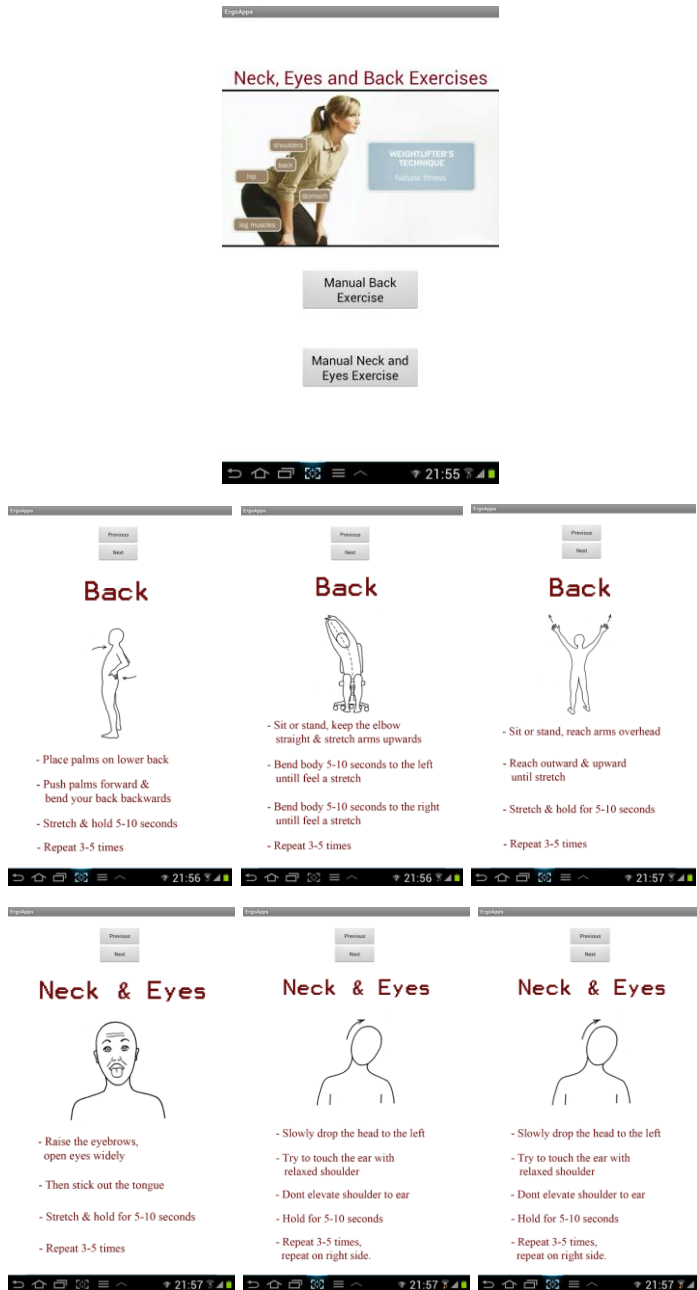 ErgoApps
Neck, Eyes and Back Exercises
shoulders
back
hip
stomach
leg muscles
WEIGHTLIFTER'S
TECHNIQUE
Natural fitness
Manual Back
Exercise
Manual Neck and
Eyes Exercise
21:55
ErgoApps
Previous
Next
Back
- Place palms on lower back
- Push palms forward &
bend your back backwards
- Stretch & hold 5-10 seconds
- Repeat 3-5 times
21:56
ErgoApps
Previous
Next
Back
- Sit or stand, keep the elbow
straight & stretch arms upwards
- Bend body 5-10 seconds to the left
untill feel a stretch
- Bend body 5-10 seconds to the right
untill feel a stretch
- Repeat 3-5 times
21:56
ErgoApps
Previous
Next
Back
- Sit or stand, reach arms overhead
- Reach outward & upward
until stretch
- Stretch & hold for 5-10 seconds
- Repeat 3-5 times
21:57
ErgoApps
Previous
Next
Neck & Eyes
- Raise the eyebrows,
open eyes widely
- Then stick out the tongue
- Stretch & hold for 5-10 seconds
- Repeat 3-5 times
21:57
ErgoApps
Previous
Next
Neck & Eyes
- Slowly drop the head to the left
- Try to touch the ear with
relaxed shoulder
- Dont elevate shoulder to ear
- Hold for 5-10 seconds
- Repeat 3-5 times,
repeat on right side.
21:57
ErgoApps
Previous
Next
Neck & Eyes
- Slowly drop the head to the left
- Try to touch the ear with
relaxed shoulder
- Dont elevate shoulder to ear
- Hold for 5-10 seconds
- Repeat 3-5 times,
repeat on right side.
21:57